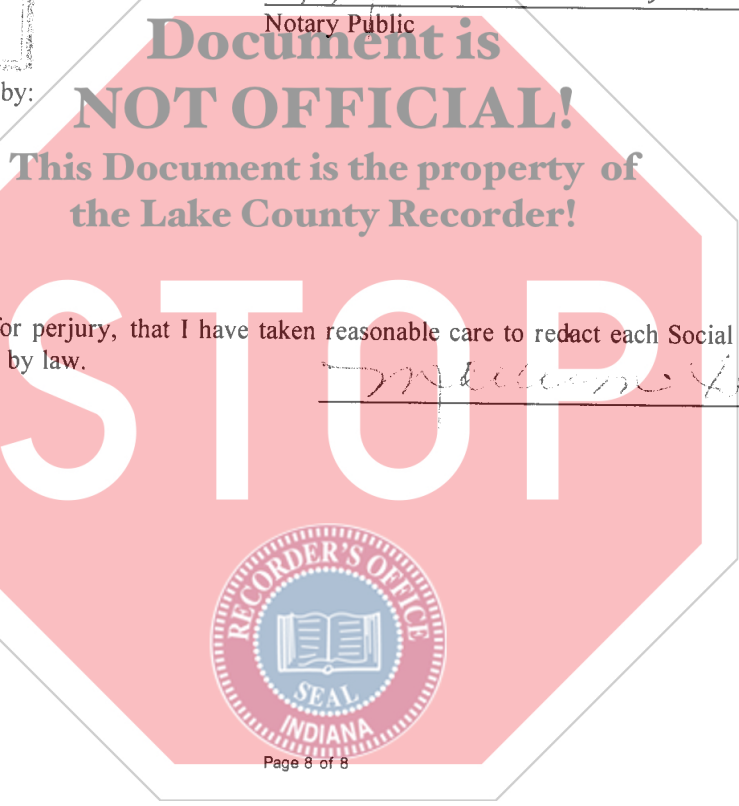 Notary Public
Document is
by:
NOT OFFICIAL!
This Document is the property of
the Lake County Recorder!
STOP
for perjury, that I have taken reasonable care to redact each Social
by law.
RECORDER'S OFFICE
SEAL
INDIANA
Page 8 of 8